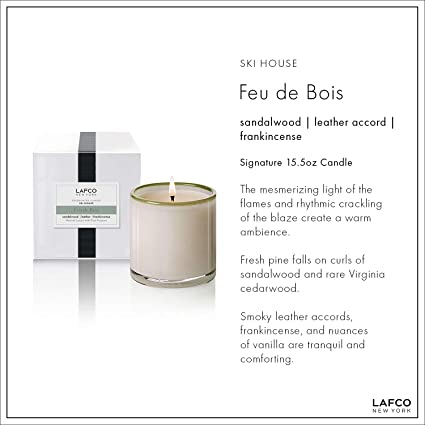 SKI HOUSE
Feu de Bois
sandalwood | leather accord |
frankincense
Signature 15.5oz Candle
The mesmerizing light of the
flames and rhythmic crackling
of the blaze create a warm
ambience.
Fresh pine falls on curls of
sandalwood and rare Virginia
cedarwood.
Smoky leather accords,
frankincense, and nuances
of vanilla are tranquil and
comforting.
LAFCO
NEW YORK
LAFCO
NEW YORK